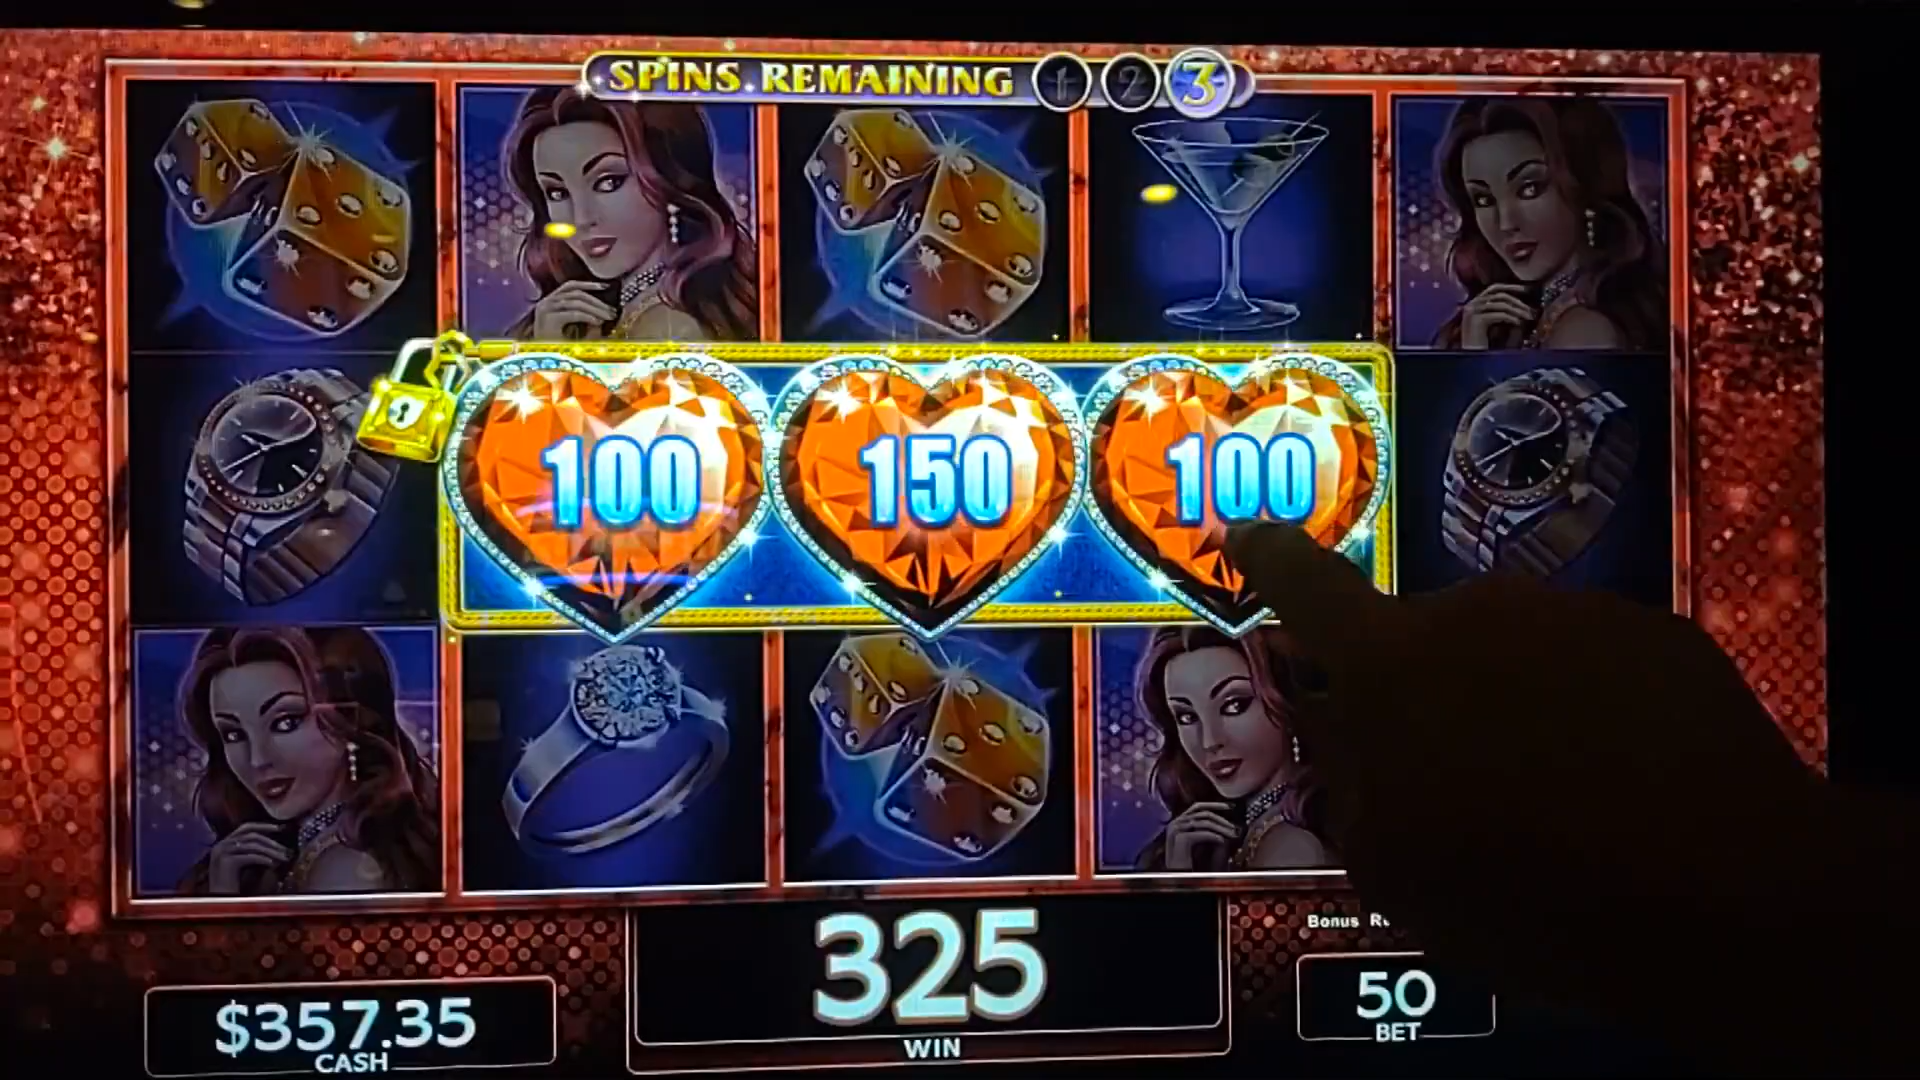 SPINS REMAINING 1 2 3
100 150 100
325
WIN
Bonus
$357.35
CASH
50
BET